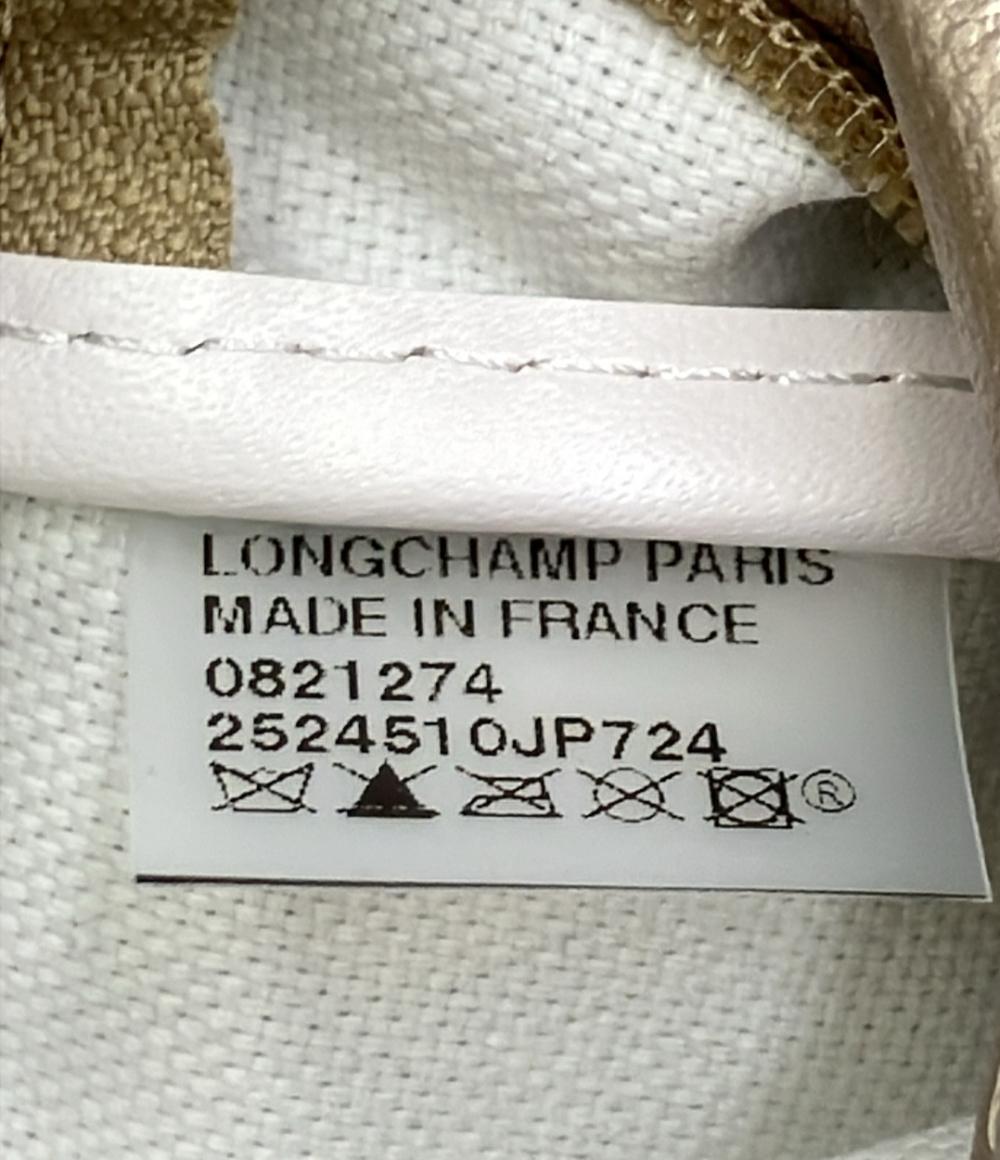 LONGCHAMP PARIS
MADE IN FRANCE
0821274
2524510JP724
®